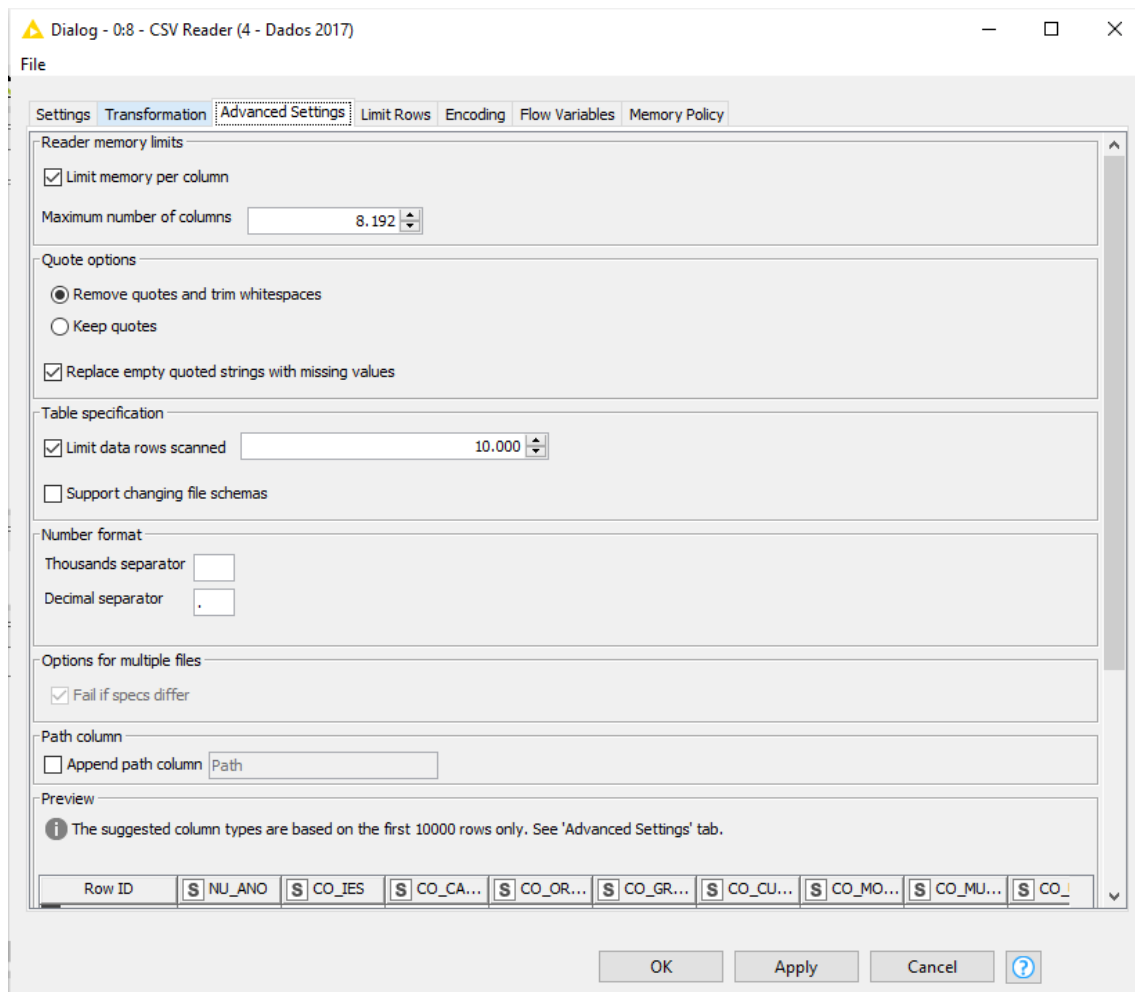 Dialog - 0:8 - CSV Reader (4 - Dados 2017)
File
Settings Transformation Advanced Settings Limit Rows Encoding Flow Variables Memory Policy
Reader memory limits
Limit memory per column
Maximum number of columns 8.192
Quote options
Remove quotes and trim whitespaces
Keep quotes
Replace empty quoted strings with missing values
Table specification
Limit data rows scanned 10.000
Support changing file schemas
Number format
Thousands separator
Decimal separator .
Options for multiple files
Fail if specs differ
Path column
Append path column Path
Preview
The suggested column types are based on the first 10000 rows only. See 'Advanced Settings' tab.
Row ID S NU_ANO S CO_IES S CO_CA... S CO_OR... S CO_GR... S CO_CU... S CO_MO... S CO_MU... S CO_
OK Apply Cancel ?